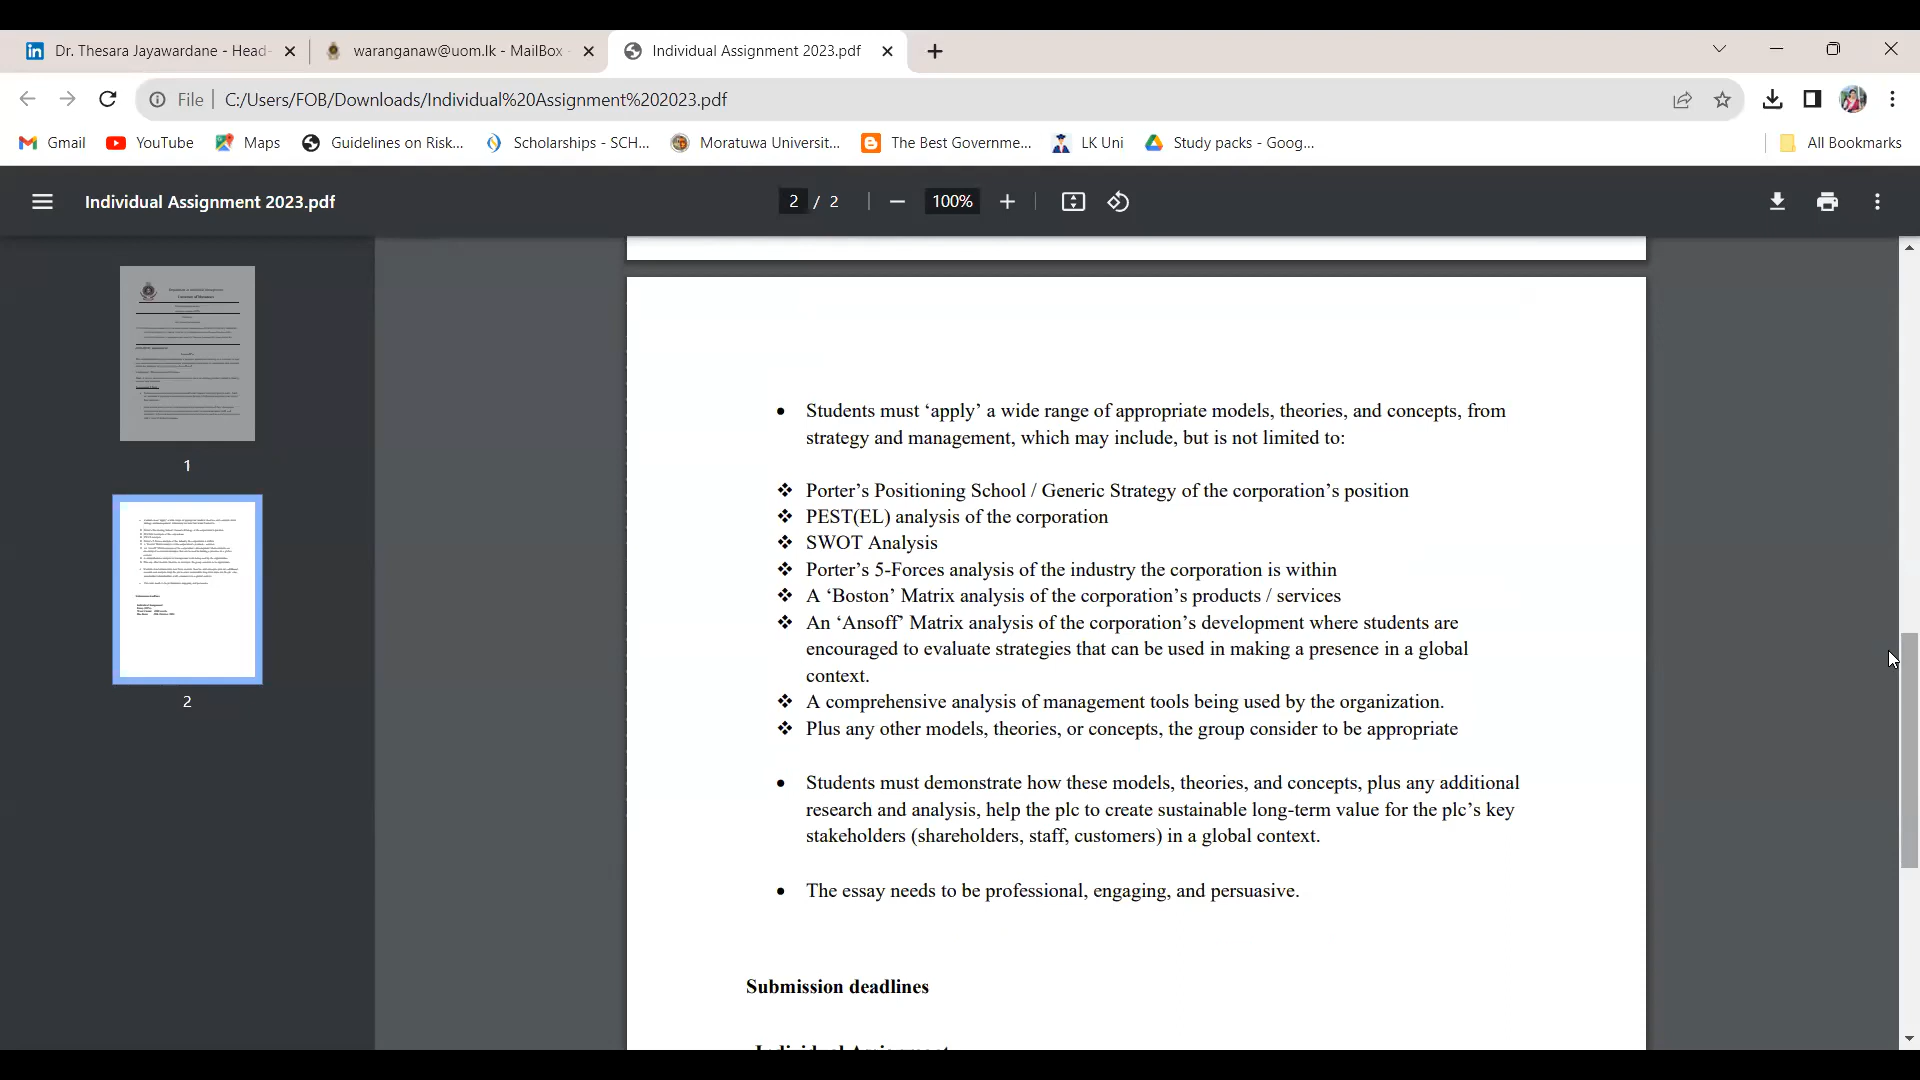 Dr. Thesara Jayawardane - Head-
waranganaw@uom.lk - MailBox -
Individual Assignment 2023.pdf
File
C:/Users/FOB/Downloads/Individual%20Assignment%202023.pdf
Gmail
YouTube
Maps
Guidelines on Risk...
Scholarships - SCH...
Moratuwa Universit...
The Best Governme...
LK Uni
Study packs - Goog...
All Bookmarks
Individual Assignment 2023.pdf
2 / 2
100%
1
2
• Students must ‘apply’ a wide range of appropriate models, theories, and concepts, from
strategy and management, which may include, but is not limited to:
❖ Porter’s Positioning School / Generic Strategy of the corporation’s position
❖ PEST(EL) analysis of the corporation
❖ SWOT Analysis
❖ Porter’s 5-Forces analysis of the industry the corporation is within
❖ A ‘Boston’ Matrix analysis of the corporation’s products / services
❖ An ‘Ansoff’ Matrix analysis of the corporation’s development where students are
encouraged to evaluate strategies that can be used in making a presence in a global
context.
❖ A comprehensive analysis of management tools being used by the organization.
❖ Plus any other models, theories, or concepts, the group consider to be appropriate
• Students must demonstrate how these models, theories, and concepts, plus any additional
research and analysis, help the plc to create sustainable long-term value for the plc’s key
stakeholders (shareholders, staff, customers) in a global context.
• The essay needs to be professional, engaging, and persuasive.
Submission deadlines
Individual Assignment